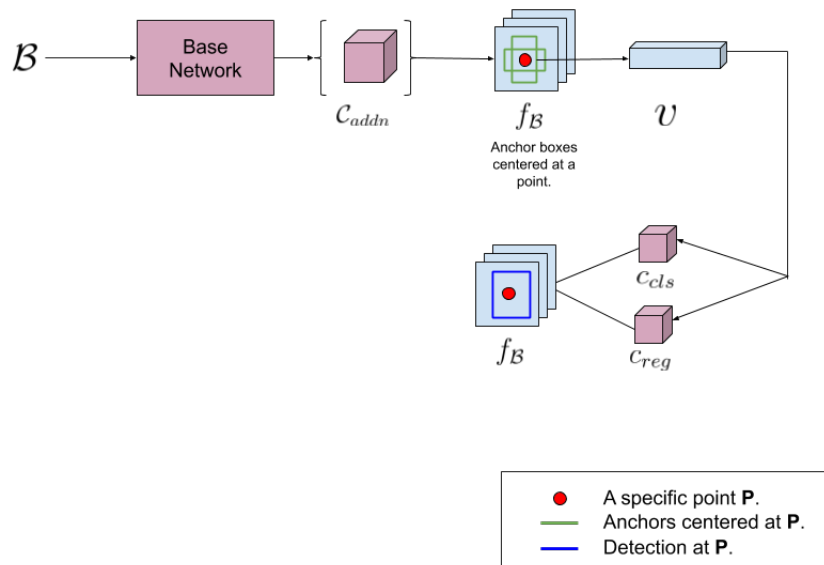 ℬ
Base
Network
𝒞_addn
f_ℬ
𝒱
Anchor boxes
centered at a
point.
c_cls
f_ℬ
c_reg
A specific point P.
Anchors centered at P.
Detection at P.